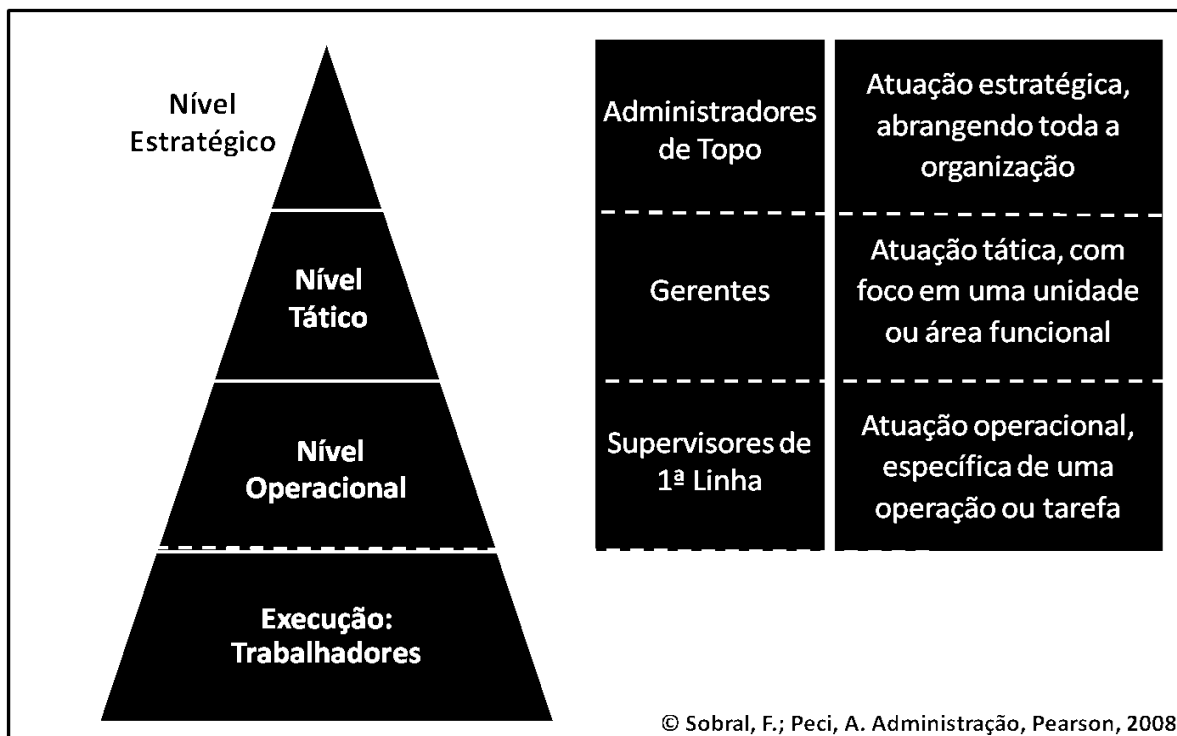 Nível
Estratégico
Administradores
de Topo
Atuação estratégica,
abrangendo toda a
organização
Nível
Tático
Gerentes
Atuação tática, com
foco em uma unidade
ou área funcional
Nível
Operacional
Supervisores de
1ª Linha
Atuação operacional,
específica de uma
operação ou tarefa
Execução:
Trabalhadores
© Sobral, F.; Peci, A. Administração, Pearson, 2008